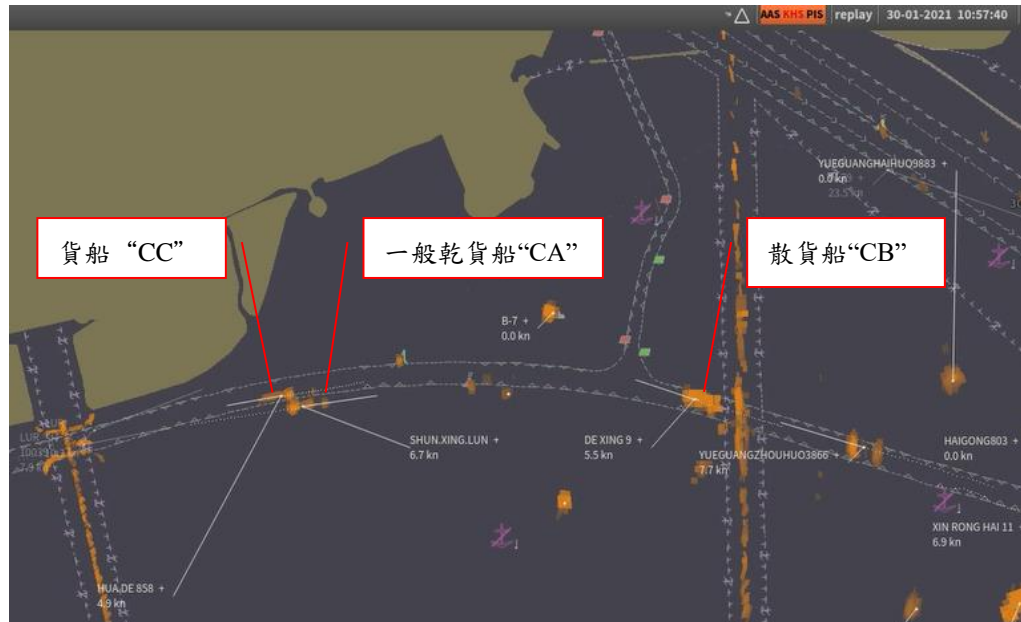 AAS KHS PIS replay 30-01-2021 10:57:40
YUEGUANGHAIHUO9883 +
0.0 kn
23.5 kn
貨船 “CC”
一般乾貨船“CA”
散貨船“CB”
B-7 +
0.0 kn
SHUN.XING.LUN +
6.7 kn
DE XING 9 +
5.5 kn
YUEGUANGZHOUHUO3866 +
7.7 kn
HAIGONG803 +
0.0 kn
XIN RONG HAI 11 +
6.9 kn
HUA DE 858 +
4.9 kn